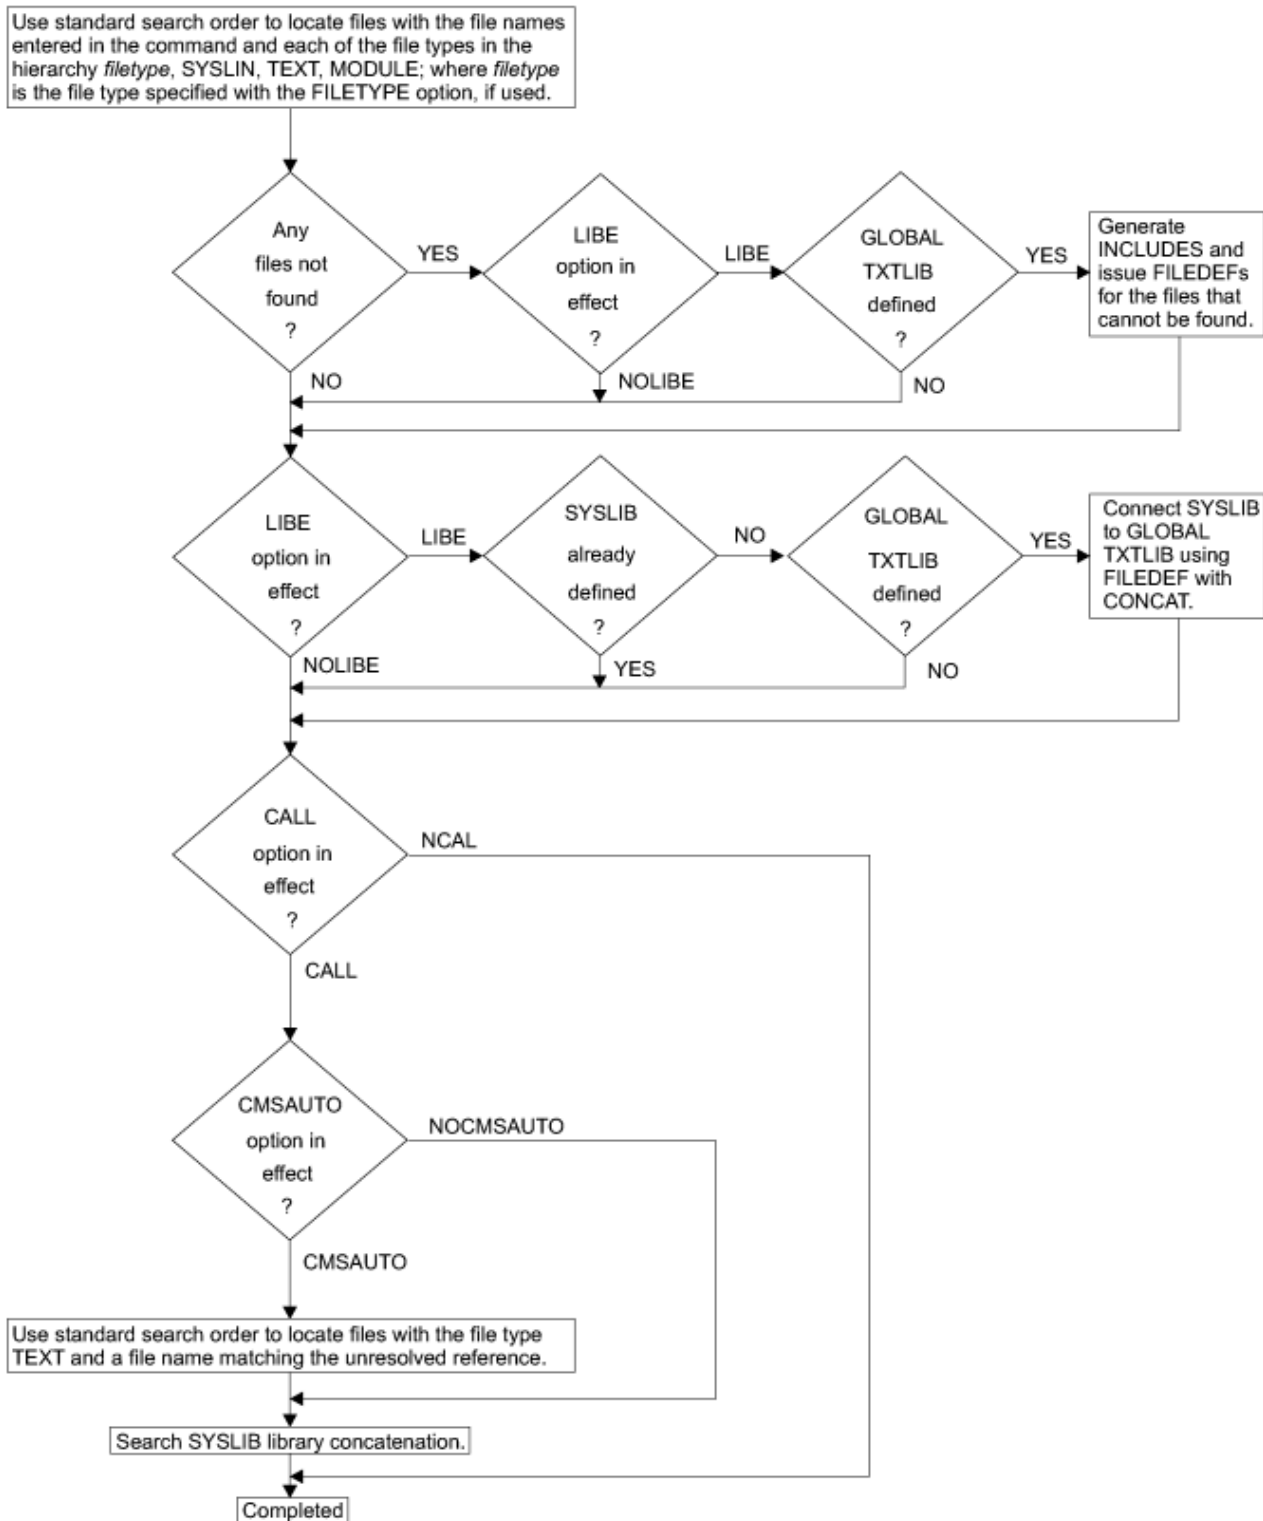 Use standard search order to locate files with the file names
entered in the command and each of the file types in the
hierarchy filetype, SYSLIN, TEXT, MODULE; where filetype
is the file type specified with the FILETYPE option, if used.
Any
files not
found
?
YES
NO
LIBE
option in
effect
?
LIBE
NOLIBE
GLOBAL
TXTLIB
defined
?
YES
NO
Generate
INCLUDES and
issue FILEDEFs
for the files that
cannot be found.
LIBE
option in
effect
?
LIBE
NOLIBE
SYSLIB
already
defined
?
NO
YES
GLOBAL
TXTLIB
defined
?
YES
NO
Connect SYSLIB
to GLOBAL
TXTLIB using
FILEDEF with
CONCAT.
CALL
option in
effect
?
NCAL
CALL
CMSAUTO
option in
effect
?
NOCMSAUTO
CMSAUTO
Use standard search order to locate files with the file type
TEXT and a file name matching the unresolved reference.
Search SYSLIB library concatenation.
Completed